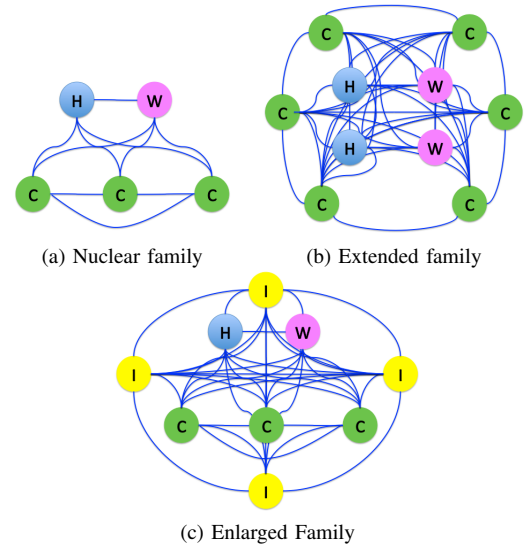 C C
H W
H W
C C
C C C
H W
C C
(a) Nuclear family (b) Extended family
I
H W
I I
C C C
I
(c) Enlarged Family